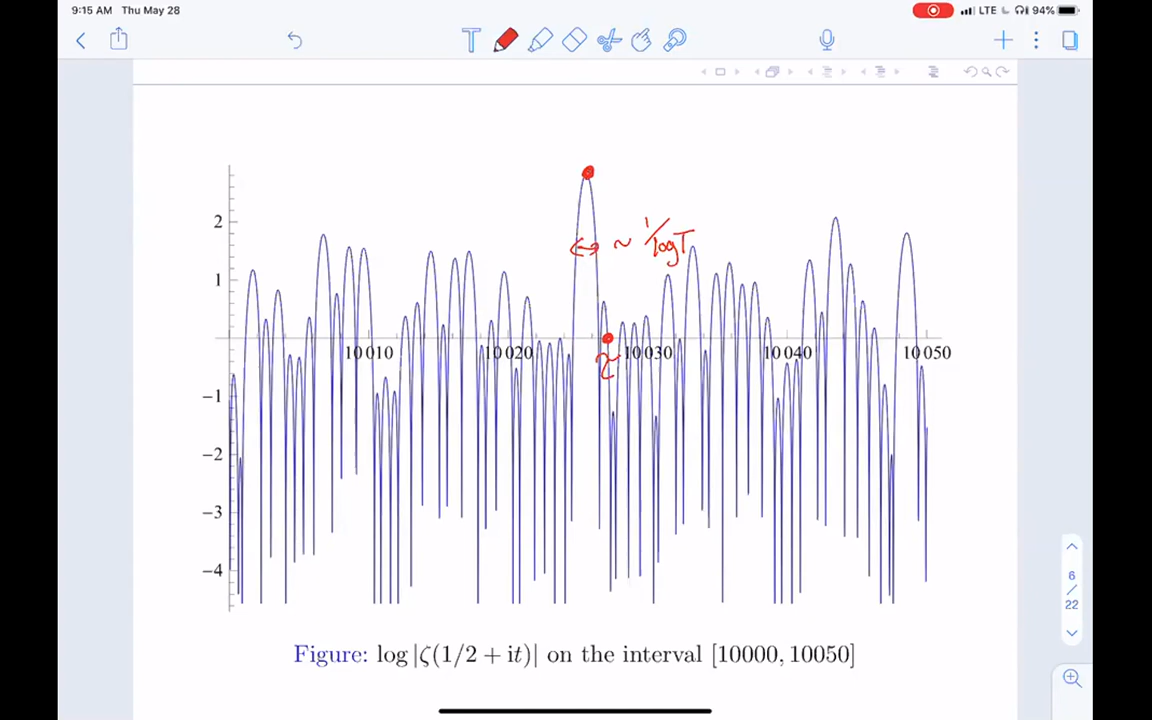 9:15 AM Thu May 28
LTE 94%
2
~ 1/log T
1
10 010 10 020 10 030 10 040 10 050
τ
−1
−2
−3
−4
6
/
22
Figure: log |ζ(1/2 + it)| on the interval [10000, 10050]